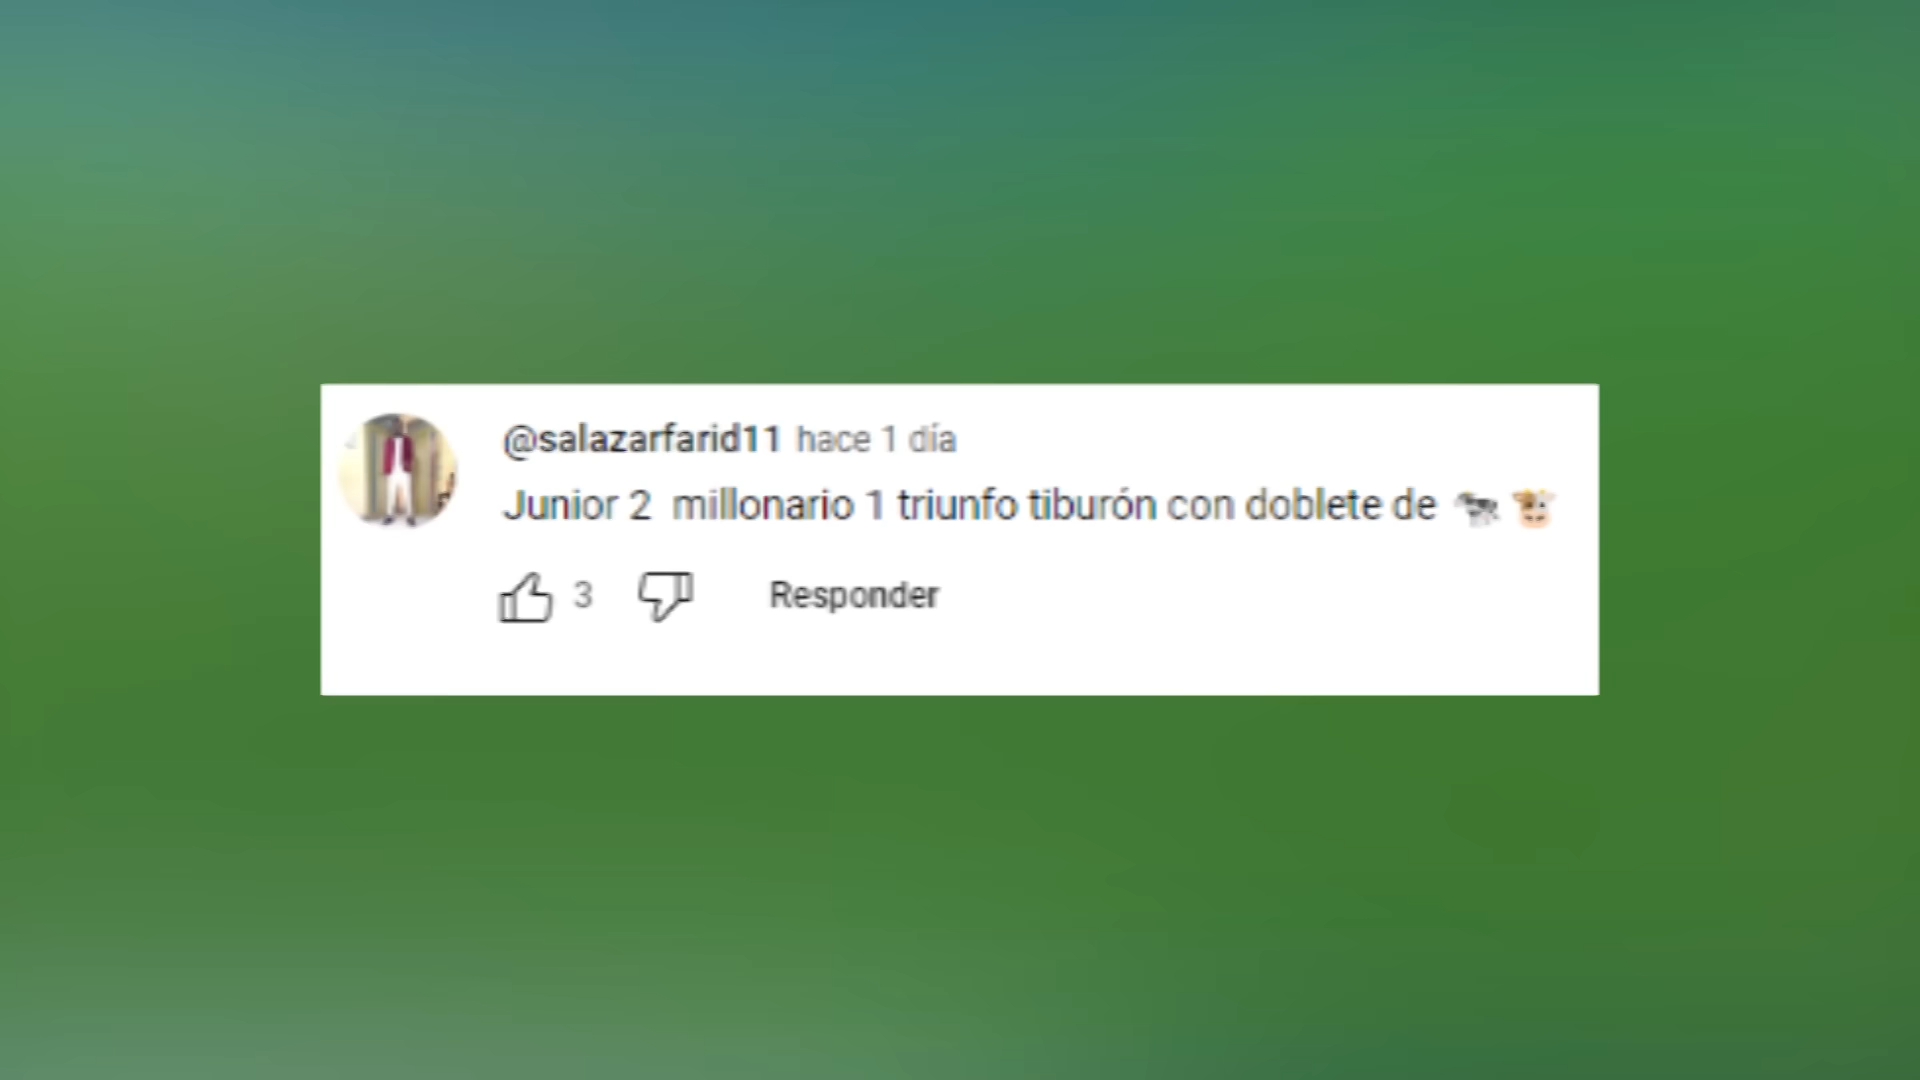 @salazarfarid11 hace 1 día
Junior 2  millonario 1 triunfo tiburón con doblete de 🐄 🐮
3 Responder